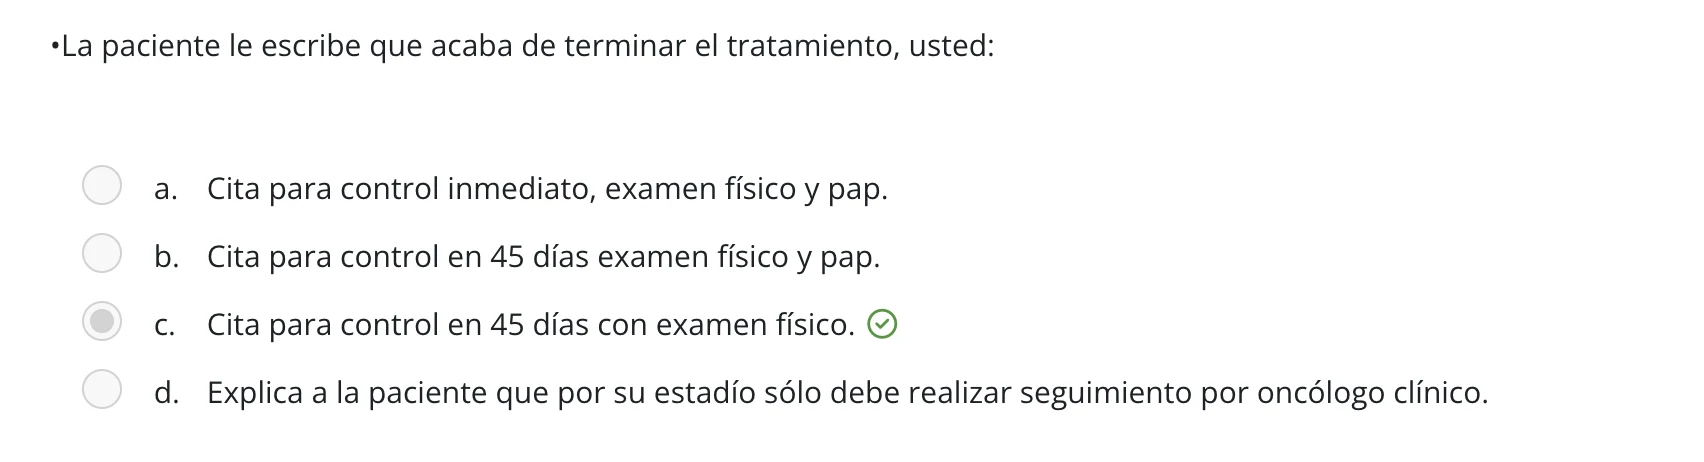 •La paciente le escribe que acaba de terminar el tratamiento, usted:
a. Cita para control inmediato, examen físico y pap.
b. Cita para control en 45 días examen físico y pap.
c. Cita para control en 45 días con examen físico.
d. Explica a la paciente que por su estadío sólo debe realizar seguimiento por oncólogo clínico.